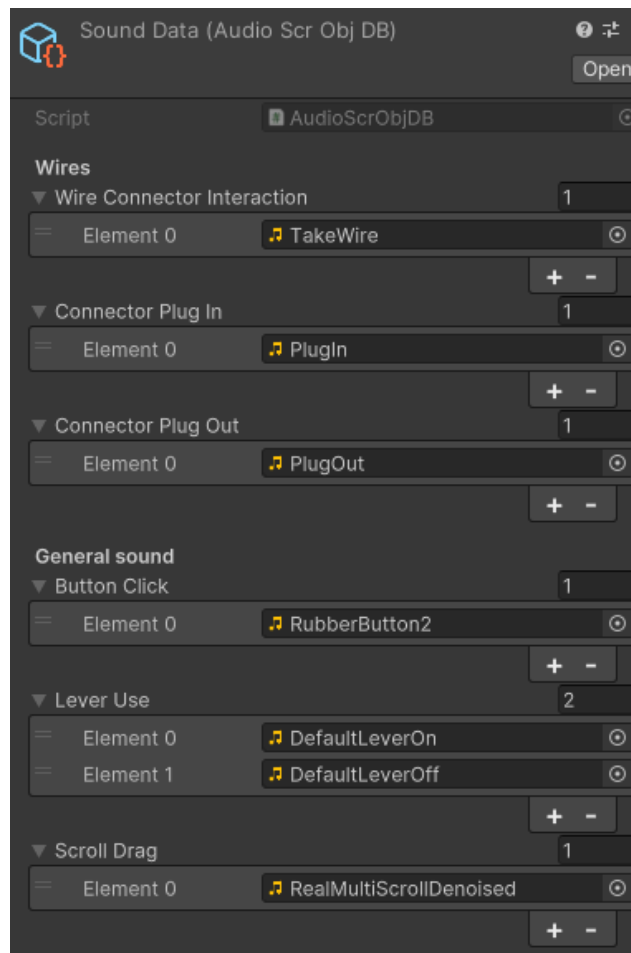 Sound Data (Audio Scr Obj DB)
Open
Script AudioScrObjDB
Wires
Wire Connector Interaction 1
Element 0 TakeWire
+ -
Connector Plug In 1
Element 0 PlugIn
+ -
Connector Plug Out 1
Element 0 PlugOut
+ -
General sound
Button Click 1
Element 0 RubberButton2
+ -
Lever Use 2
Element 0 DefaultLeverOn
Element 1 DefaultLeverOff
+ -
Scroll Drag 1
Element 0 RealMultiScrollDenoised
+ -